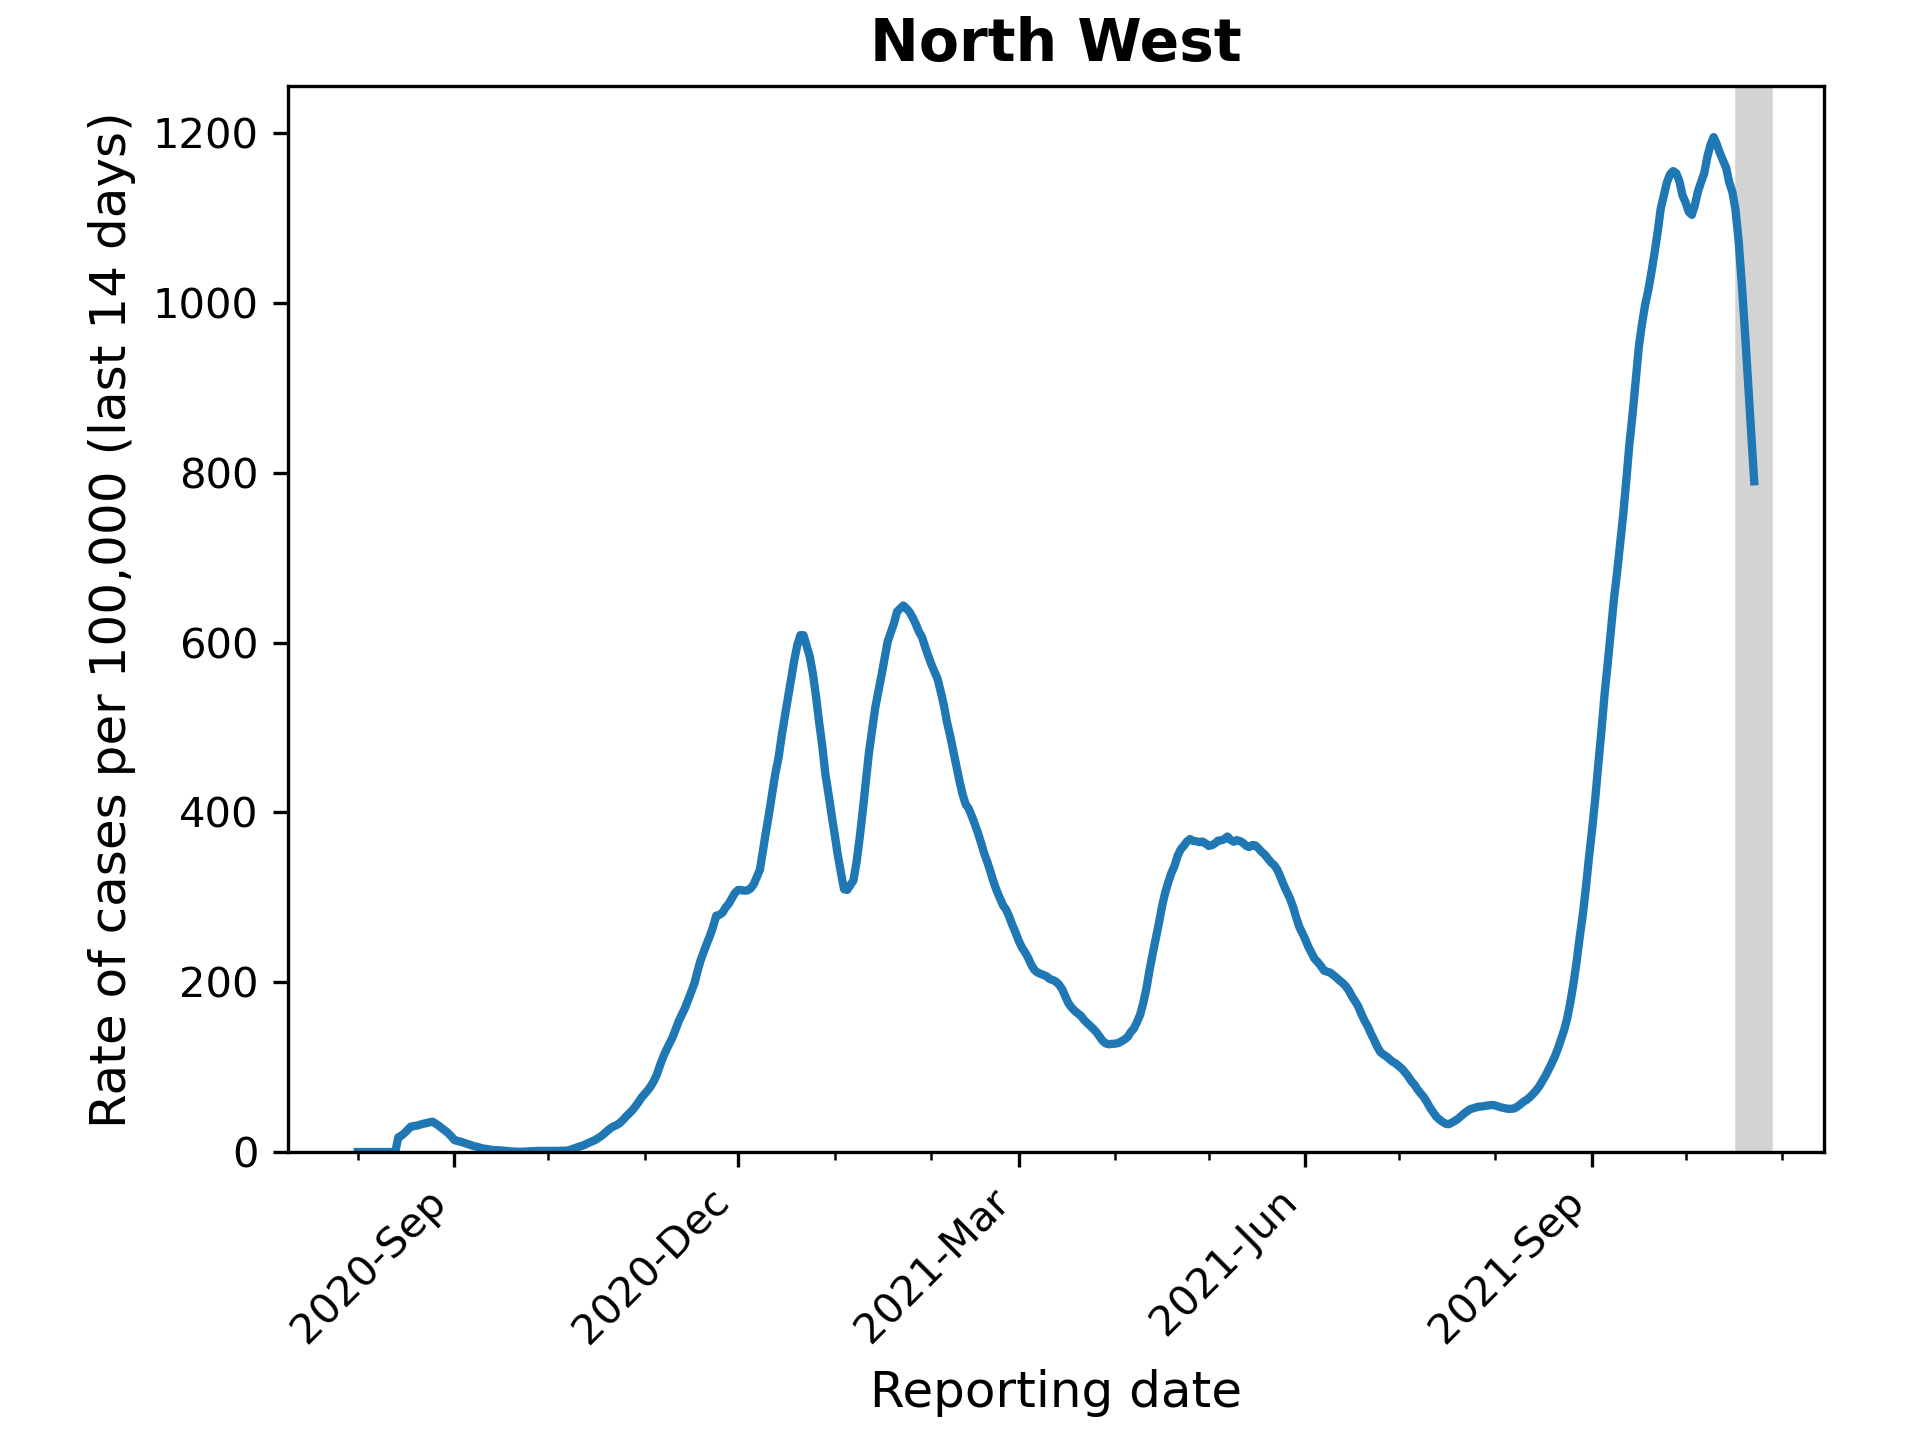 North West
Rate of cases per 100,000 (last 14 days)
1200
1000
800
600
400
200
0
2020-Sep
2020-Dec
2021-Mar
2021-Jun
2021-Sep
Reporting date